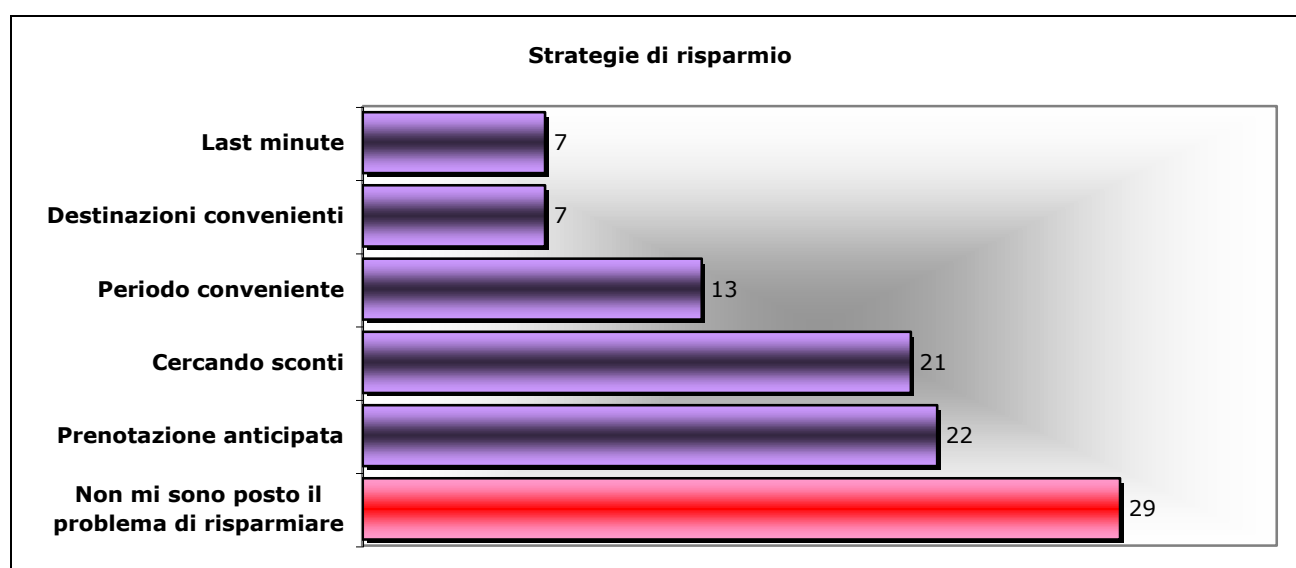 Strategie di risparmio
Last minute
7
Destinazioni convenienti
7
Periodo conveniente
13
Cercando sconti
21
Prenotazione anticipata
22
Non mi sono posto il
problema di risparmiare
29